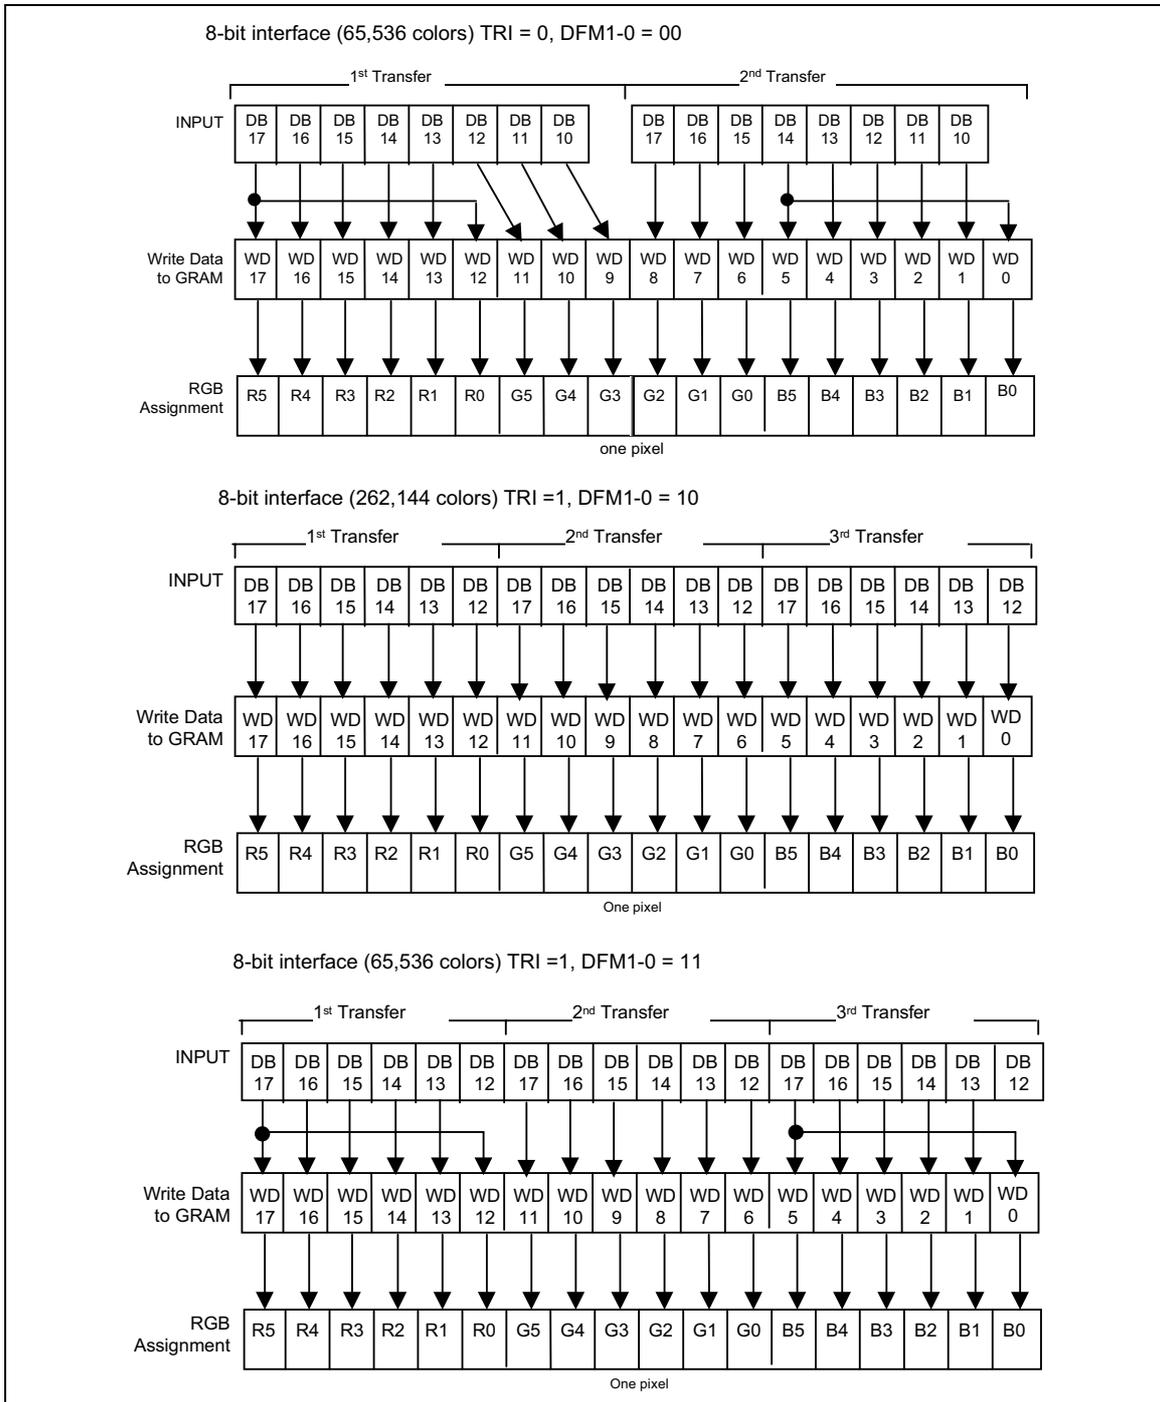 8-bit interface (65,536 colors) TRI = 0, DFM1-0 = 00
1st Transfer 2nd Transfer
INPUT DB 17 DB 16 DB 15 DB 14 DB 13 DB 12 DB 11 DB 10 DB 17 DB 16 DB 15 DB 14 DB 13 DB 12 DB 11 DB 10
Write Data to GRAM WD 17 WD 16 WD 15 WD 14 WD 13 WD 12 WD 11 WD 10 WD 9 WD 8 WD 7 WD 6 WD 5 WD 4 WD 3 WD 2 WD 1 WD 0
RGB Assignment R5 R4 R3 R2 R1 R0 G5 G4 G3 G2 G1 G0 B5 B4 B3 B2 B1 B0
one pixel
8-bit interface (262,144 colors) TRI =1, DFM1-0 = 10
1st Transfer 2nd Transfer 3rd Transfer
INPUT DB 17 DB 16 DB 15 DB 14 DB 13 DB 12 DB 17 DB 16 DB 15 DB 14 DB 13 DB 12 DB 17 DB 16 DB 15 DB 14 DB 13 DB 12
Write Data to GRAM WD 17 WD 16 WD 15 WD 14 WD 13 WD 12 WD 11 WD 10 WD 9 WD 8 WD 7 WD 6 WD 5 WD 4 WD 3 WD 2 WD 1 WD 0
RGB Assignment R5 R4 R3 R2 R1 R0 G5 G4 G3 G2 G1 G0 B5 B4 B3 B2 B1 B0
One pixel
8-bit interface (65,536 colors) TRI =1, DFM1-0 = 11
1st Transfer 2nd Transfer 3rd Transfer
INPUT DB 17 DB 16 DB 15 DB 14 DB 13 DB 12 DB 17 DB 16 DB 15 DB 14 DB 13 DB 12 DB 17 DB 16 DB 15 DB 14 DB 13 DB 12
Write Data to GRAM WD 17 WD 16 WD 15 WD 14 WD 13 WD 12 WD 11 WD 10 WD 9 WD 8 WD 7 WD 6 WD 5 WD 4 WD 3 WD 2 WD 1 WD 0
RGB Assignment R5 R4 R3 R2 R1 R0 G5 G4 G3 G2 G1 G0 B5 B4 B3 B2 B1 B0
One pixel